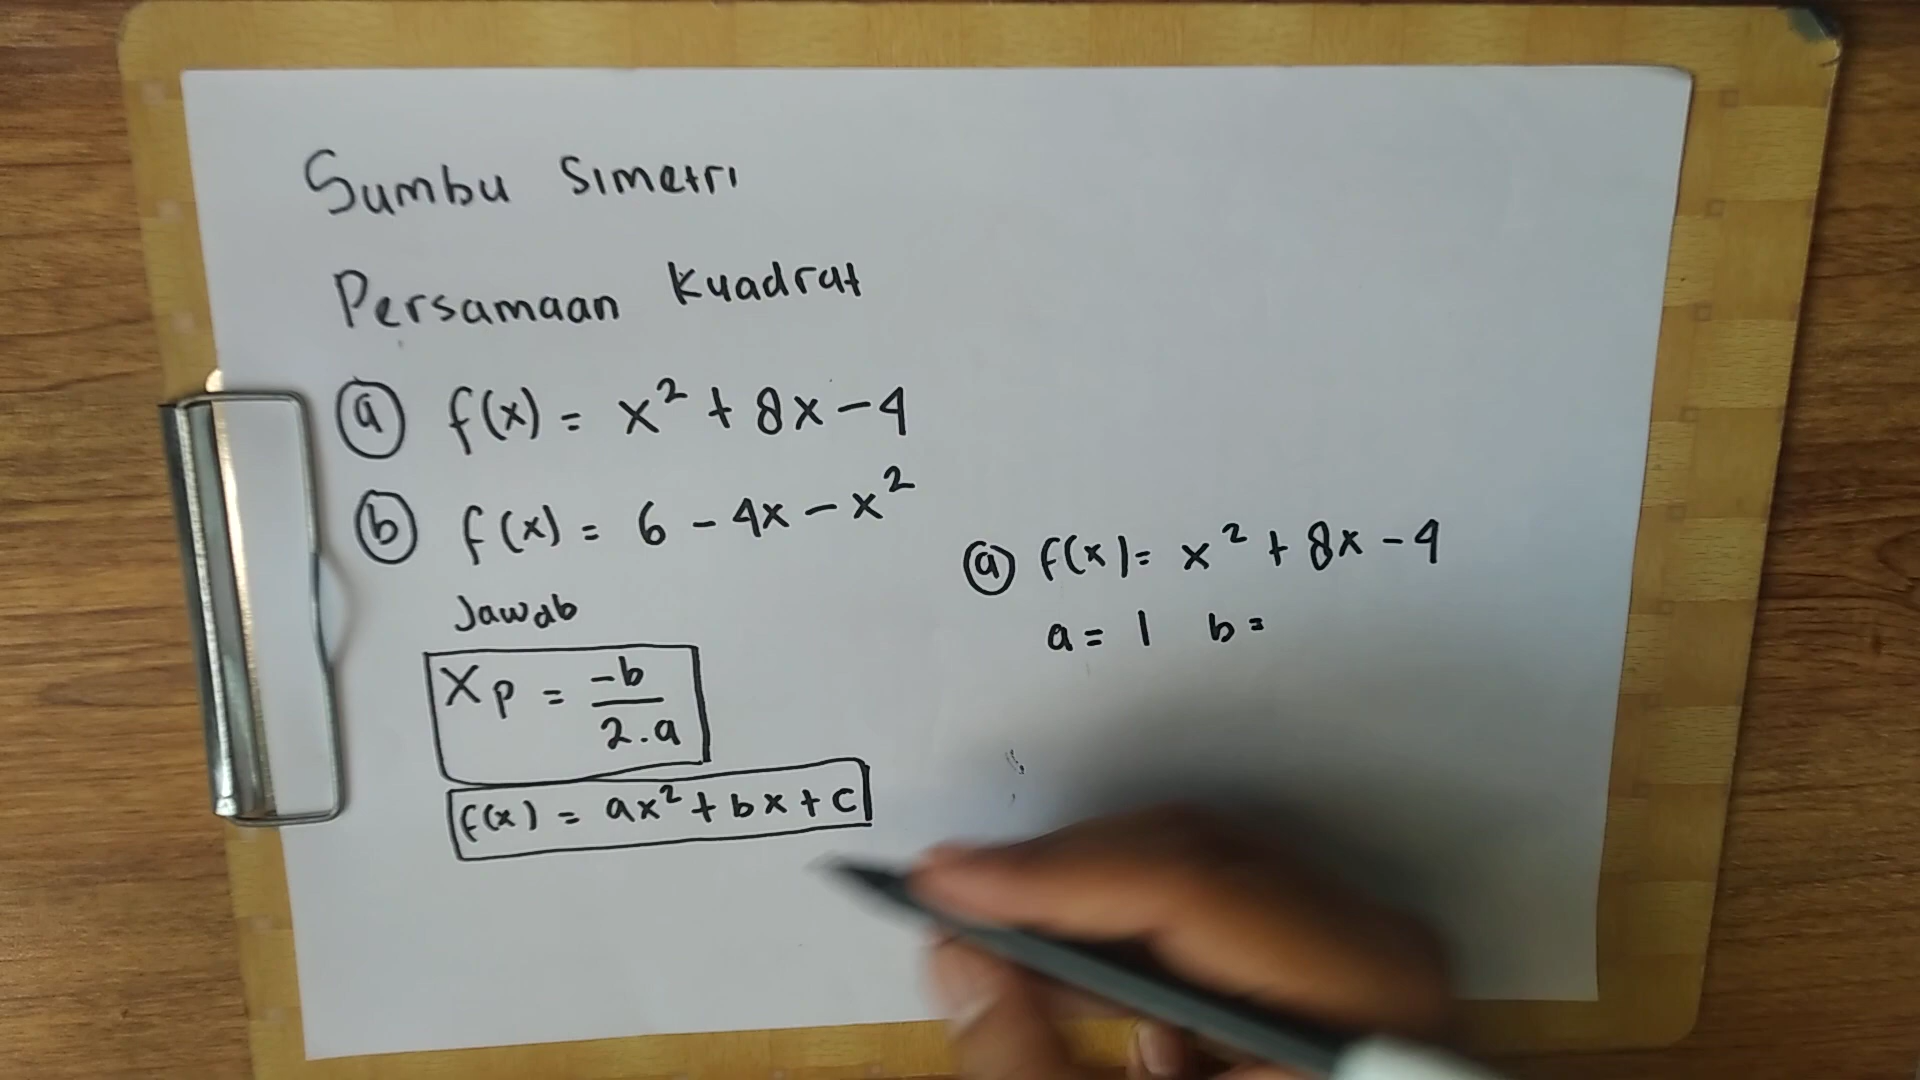 Sumbu Simetri
Persamaan Kuadrat
(a) f(x) = x² + 8x - 4
(b) f(x) = 6 - 4x - x²
Jawab
Xp = -b / 2.a
f(x) = ax² + bx + c
(a) f(x) = x² + 8x - 4
a = 1 b =